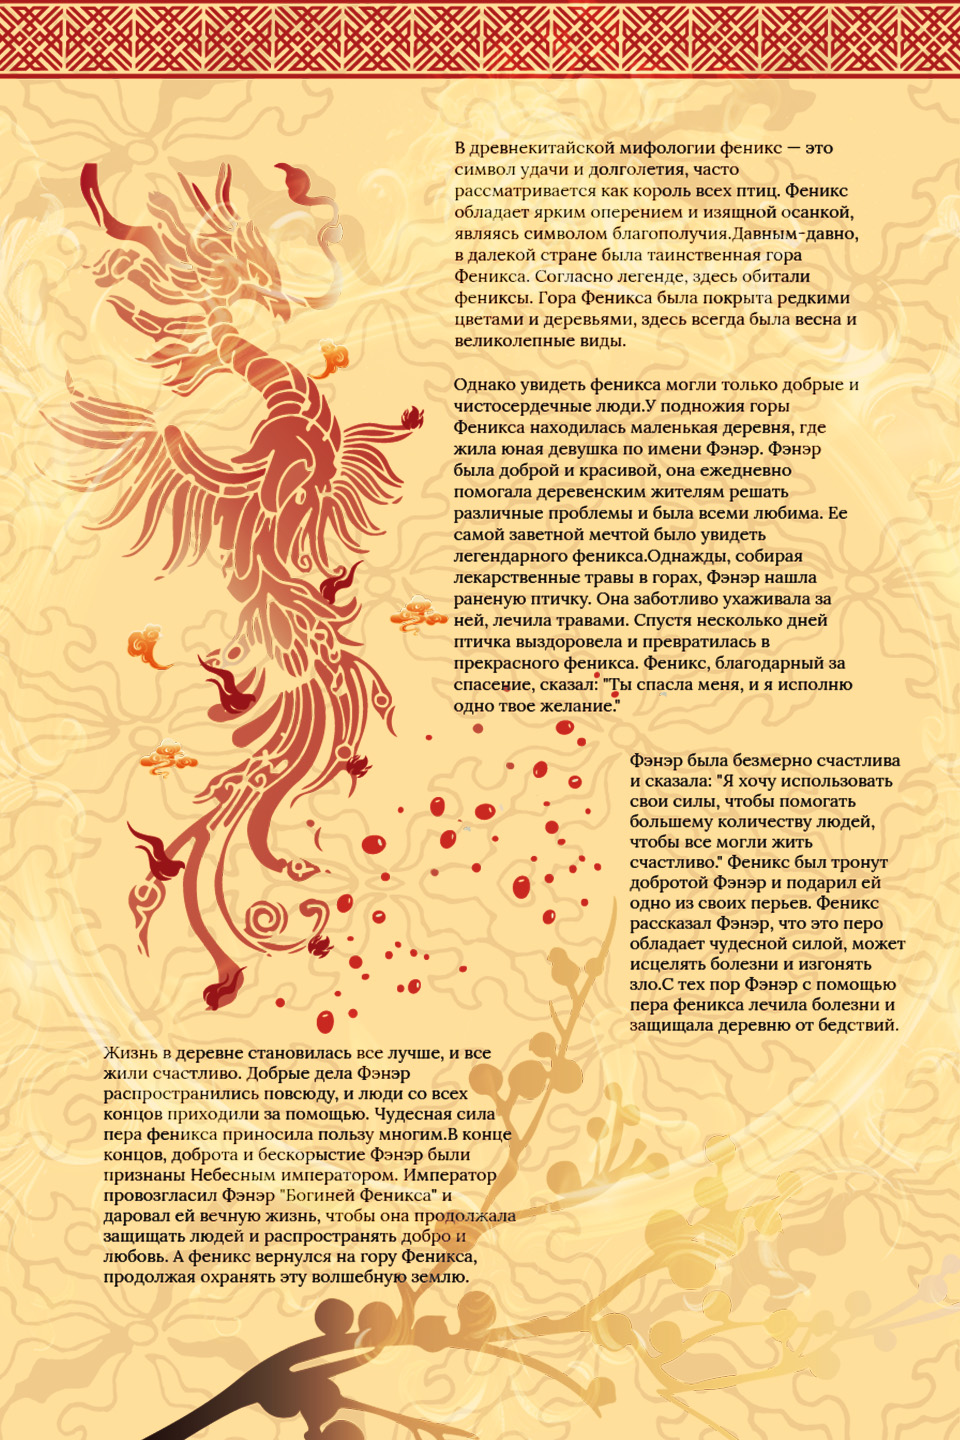 В древнекитайской мифологии феникс — это
символ удачи и долголетия, часто
рассматривается как король всех птиц. Феникс
обладает ярким оперением и изящной осанкой,
являясь символом благополучия.Давным-давно,
в далекой стране была таинственная гора
Феникса. Согласно легенде, здесь обитали
фениксы. Гора Феникса была покрыта редкими
цветами и деревьями, здесь всегда была весна и
великолепные виды.
Однако увидеть феникса могли только добрые и
чистосердечные люди.У подножия горы
Феникса находилась маленькая деревня, где
жила юная девушка по имени Фэнэр. Фэнэр
была доброй и красивой, она ежедневно
помогала деревенским жителям решать
различные проблемы и была всеми любима. Ее
самой заветной мечтой было увидеть
легендарного феникса.Однажды, собирая
лекарственные травы в горах, Фэнэр нашла
раненую птичку. Она заботливо ухаживала за
ней, лечила травами. Спустя несколько дней
птичка выздоровела и превратилась в
прекрасного феникса. Феникс, благодарный за
спасение, сказал: "Ты спасла меня, и я исполню
одно твое желание."
Фэнэр была безмерно счастлива
и сказала: "Я хочу использовать
свои силы, чтобы помогать
большему количеству людей,
чтобы все могли жить
счастливо." Феникс был тронут
добротой Фэнэр и подарил ей
одно из своих перьев. Феникс
рассказал Фэнэр, что это перо
обладает чудесной силой, может
исцелять болезни и изгонять
зло.С тех пор Фэнэр с помощью
пера феникса лечила болезни и
защищала деревню от бедствий.
Жизнь в деревне становилась все лучше, и все
жили счастливо. Добрые дела Фэнэр
распространились повсюду, и люди со всех
концов приходили за помощью. Чудесная сила
пера феникса приносила пользу многим.В конце
концов, доброта и бескорыстие Фэнэр были
признаны Небесным императором. Император
провозгласил Фэнэр "Богиней Феникса" и
даровал ей вечную жизнь, чтобы она продолжала
защищать людей и распространять добро и
любовь. А феникс вернулся на гору Феникса,
продолжая охранять эту волшебную землю.